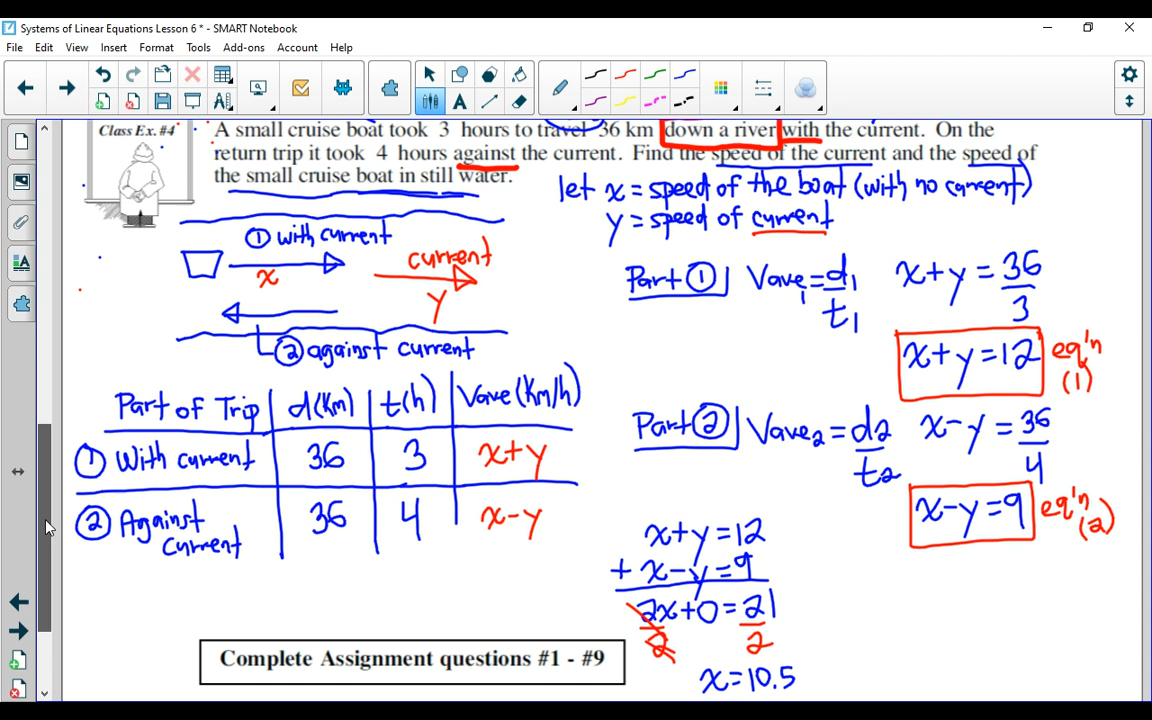 Systems of Linear Equations Lesson 6 * - SMART Notebook
File Edit View Insert Format Tools Add-ons Account Help
Class Ex. #4
A small cruise boat took 3 hours to travel 36 km down a river with the current. On the
return trip it took 4 hours against the current. Find the speed of the current and the speed of
the small cruise boat in still water.
let x = speed of the boat (with no current)
y = speed of current
① with current
x
current
y
② against current
Part ① Vave₁ = d₁/t₁ x+y = 36/3
x+y=12 eq'n (1)
Part of Trip d(km) t(h) Vave (km/h)
① With current 36 3 x+y
② Against current 36 4 x-y
Part ② Vave₂ = d₂/t₂ x-y = 36/4
x-y=9 eq'n (2)
x+y=12
+ x-y=9
2x+0=21
2 2
x=10.5
Complete Assignment questions #1 - #9